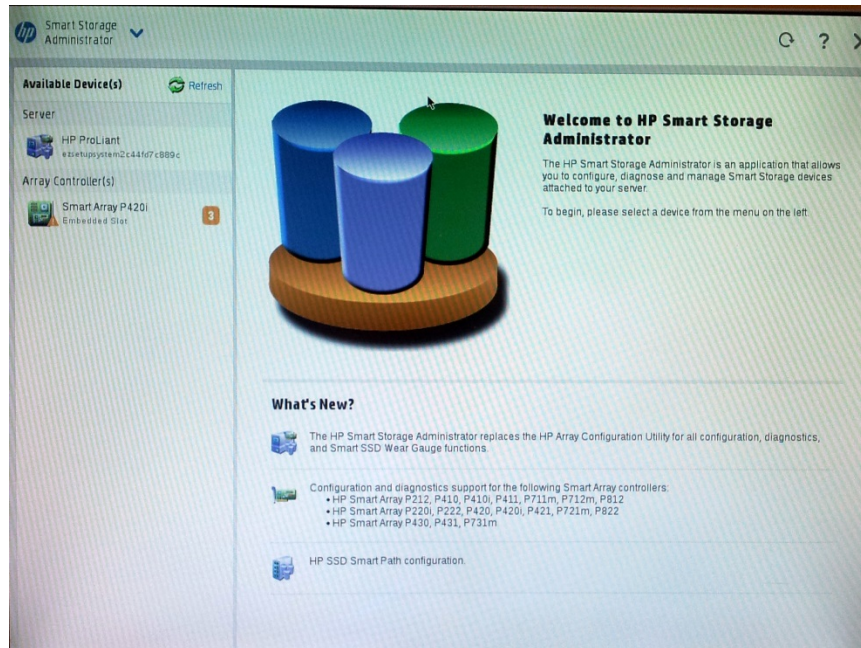 hp
Smart Storage
Administrator
?
Available Device(s)
Refresh
Server
HP ProLiant
ezsetupsystem2c44fd7c889c
Array Controller(s)
Smart Array P420i
Embedded Slot
3
Welcome to HP Smart Storage
Administrator
The HP Smart Storage Administrator is an application that allows
you to configure, diagnose and manage Smart Storage devices
attached to your server.
To begin, please select a device from the menu on the left.
What's New?
The HP Smart Storage Administrator replaces the HP Array Configuration Utility for all configuration, diagnostics,
and Smart SSD Wear Gauge functions.
Configuration and diagnostics support for the following Smart Array controllers:
• HP Smart Array P212, P410, P410i, P411, P711m, P712m, P812
• HP Smart Array P220i, P222, P420, P420i, P421, P721m, P822
• HP Smart Array P430, P431, P731m
HP SSD Smart Path configuration.